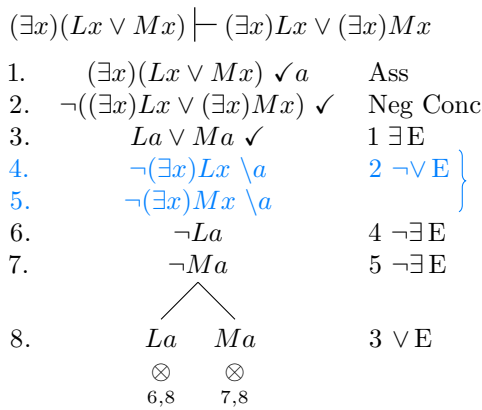 (∃x)(Lx ∨ Mx) ⊢ (∃x)Lx ∨ (∃x)Mx
1. (∃x)(Lx ∨ Mx) ✓a Ass
2. ¬((∃x)Lx ∨ (∃x)Mx) ✓ Neg Conc
3. La ∨ Ma ✓ 1 ∃E
4. ¬(∃x)Lx \a 2 ¬∨E
5. ¬(∃x)Mx \a
6. ¬La 4 ¬∃E
7. ¬Ma 5 ¬∃E
8. La Ma 3 ∨E
⊗ ⊗
6,8 7,8